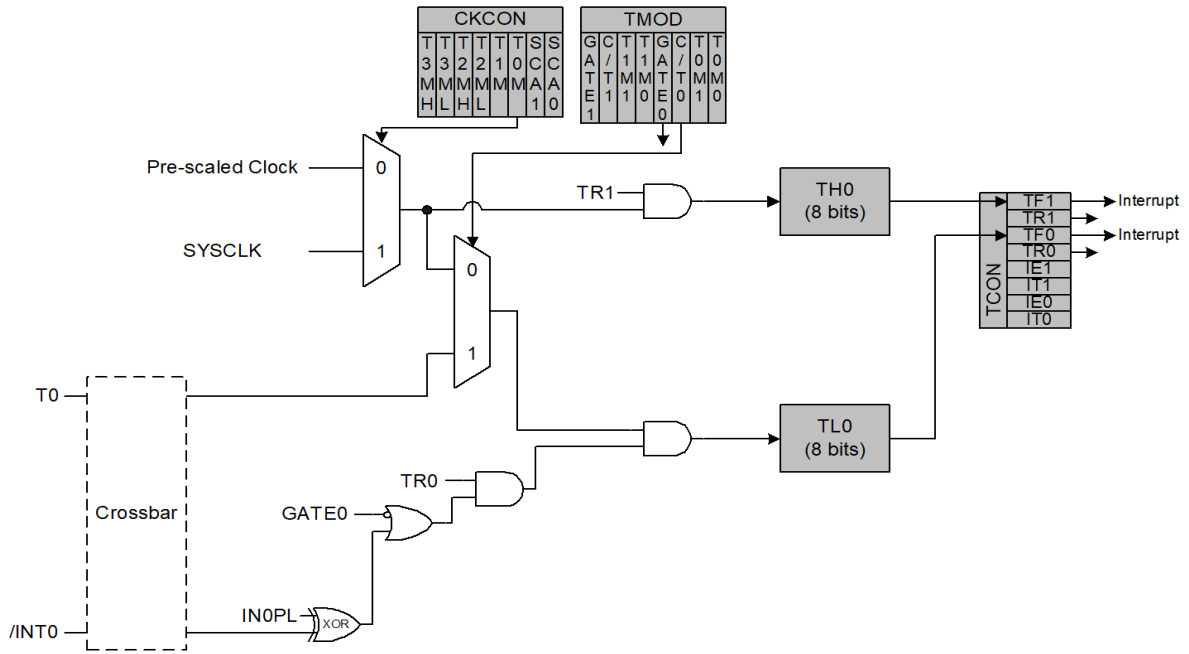 CKCON
T3MH
T3ML
T2MH
T2ML
T1M
T0M
SCA1
SCA0
TMOD
GATE1
C/T1
T1M1
T1M0
GATE0
C/T0
T0M1
T0M0
Pre-scaled Clock
0
SYSCLK
1
0
1
TR1
TH0
(8 bits)
TCON
TF1
TR1
TF0
TR0
IE1
IT1
IE0
IT0
Interrupt
Interrupt
T0
Crossbar
/INT0
TR0
GATE0
IN0PL
XOR
TL0
(8 bits)